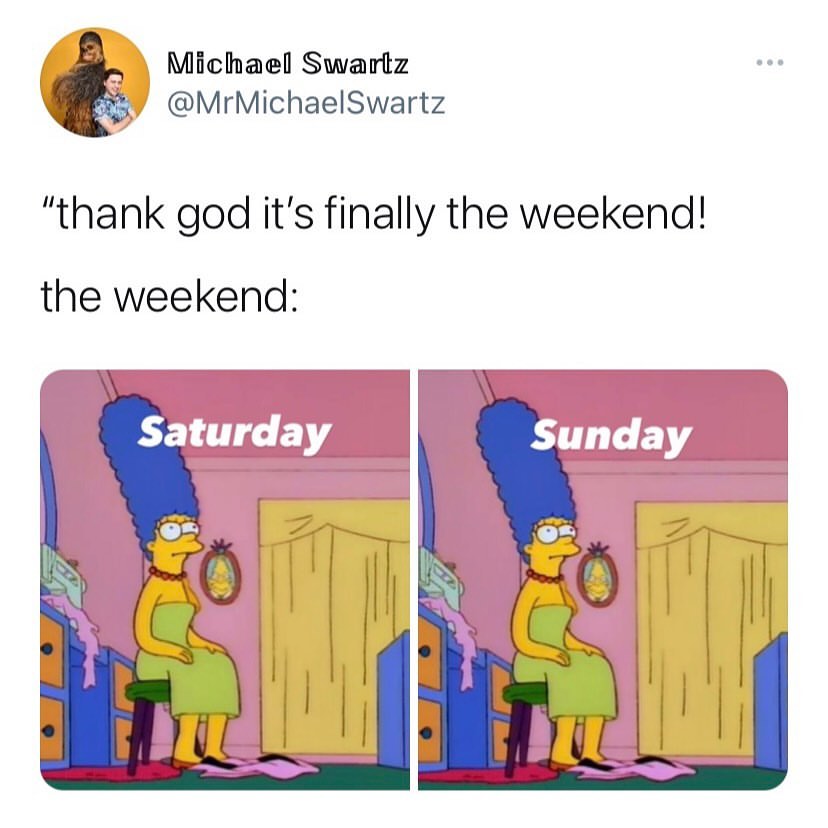 Michael Swartz
@MrMichaelSwartz
“thank god it’s finally the weekend!
the weekend:
Saturday
Sunday